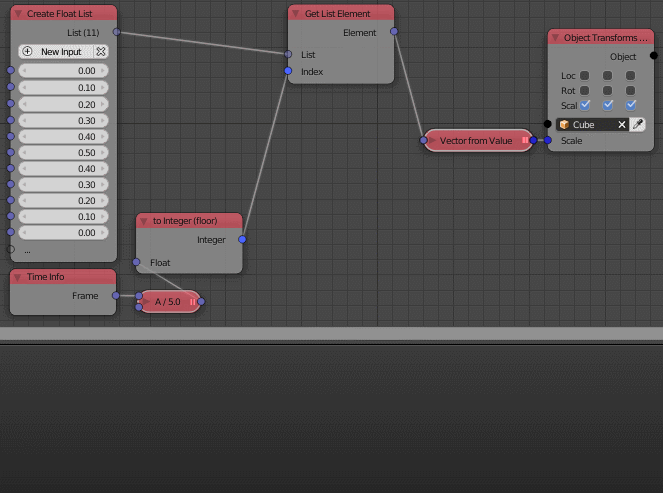 Create Float List
List (11)
New Input
0.00
0.10
0.20
0.30
0.40
0.50
0.40
0.30
0.20
0.10
0.00
...
Time Info
Frame
to Integer (floor)
Integer
Float
A / 5.0
Get List Element
Element
List
Index
Vector from Value
Object Transforms ...
Object
Loc
Rot
Scal
Cube
Scale